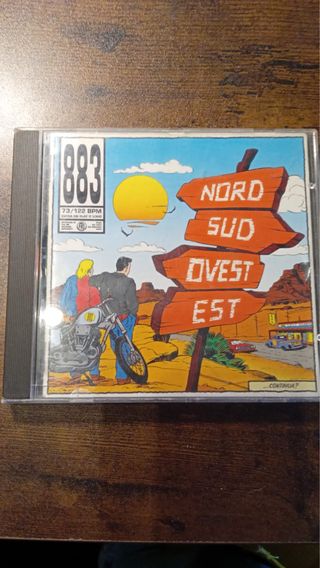 883
73/122 BPM
NORD
SUD
OVEST
EST
...CONTINUA?